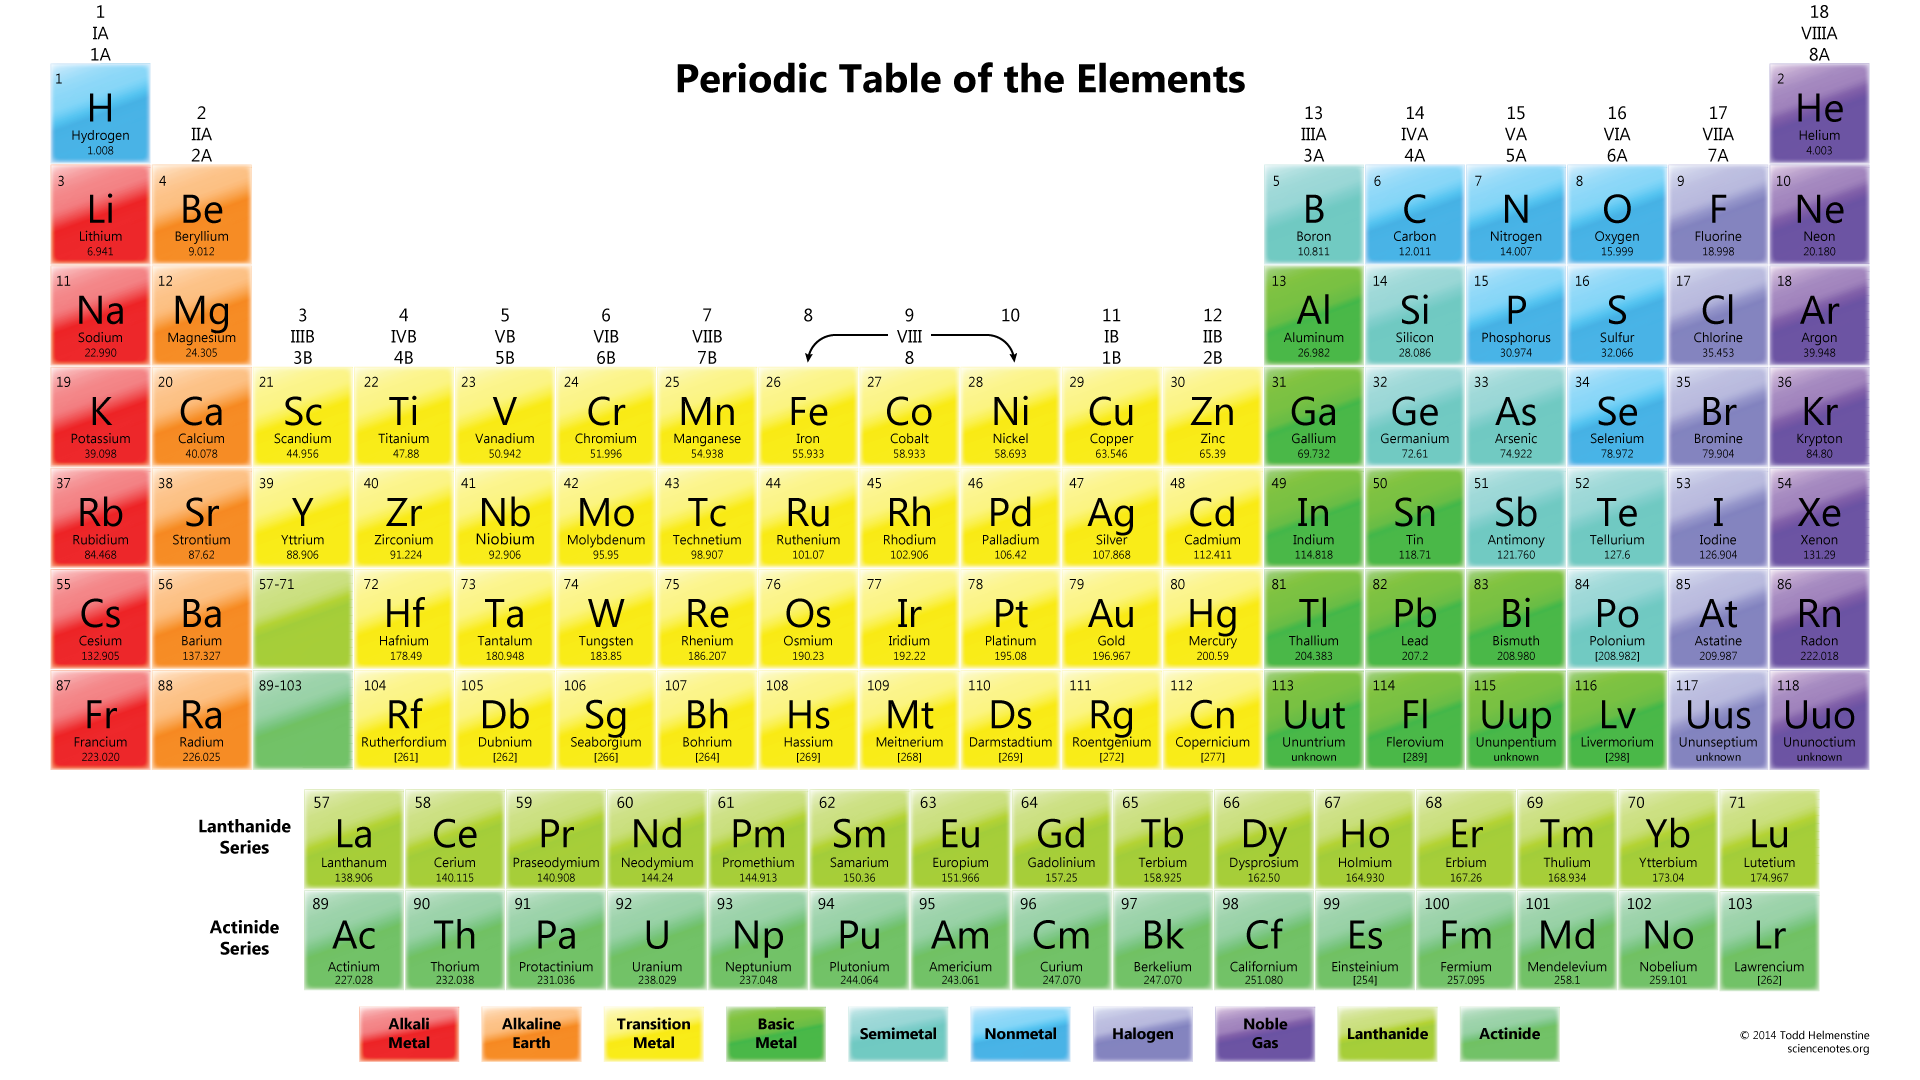 1
IA
1A
18
VIIIA
8A
Periodic Table of the Elements
1
H
Hydrogen
1.008
2
He
Helium
4.003
2
IIA
2A
13
IIIA
3A
14
IVA
4A
15
VA
5A
16
VIA
6A
17
VIIA
7A
3
Li
Lithium
6.941
4
Be
Beryllium
9.012
5
B
Boron
10.811
6
C
Carbon
12.011
7
N
Nitrogen
14.007
8
O
Oxygen
15.999
9
F
Fluorine
18.998
10
Ne
Neon
20.180
11
Na
Sodium
22.990
12
Mg
Magnesium
24.305
3
IIIB
3B
4
IVB
4B
5
VB
5B
6
VIB
6B
7
VIIB
7B
8
9
VIII
8
10
11
IB
1B
12
IIB
2B
13
Al
Aluminum
26.982
14
Si
Silicon
28.086
15
P
Phosphorus
30.974
16
S
Sulfur
32.066
17
Cl
Chlorine
35.453
18
Ar
Argon
39.948
19
K
Potassium
39.098
20
Ca
Calcium
40.078
21
Sc
Scandium
44.956
22
Ti
Titanium
47.88
23
V
Vanadium
50.942
24
Cr
Chromium
51.996
25
Mn
Manganese
54.938
26
Fe
Iron
55.933
27
Co
Cobalt
58.933
28
Ni
Nickel
58.693
29
Cu
Copper
63.546
30
Zn
Zinc
65.39
31
Ga
Gallium
69.732
32
Ge
Germanium
72.61
33
As
Arsenic
74.922
34
Se
Selenium
78.972
35
Br
Bromine
79.904
36
Kr
Krypton
84.80
37
Rb
Rubidium
84.468
38
Sr
Strontium
87.62
39
Y
Yttrium
88.906
40
Zr
Zirconium
91.224
41
Nb
Niobium
92.906
42
Mo
Molybdenum
95.95
43
Tc
Technetium
98.907
44
Ru
Ruthenium
101.07
45
Rh
Rhodium
102.906
46
Pd
Palladium
106.42
47
Ag
Silver
107.868
48
Cd
Cadmium
112.411
49
In
Indium
114.818
50
Sn
Tin
118.71
51
Sb
Antimony
121.760
52
Te
Tellurium
127.6
53
I
Iodine
126.904
54
Xe
Xenon
131.29
55
Cs
Cesium
132.905
56
Ba
Barium
137.327
57-71
72
Hf
Hafnium
178.49
73
Ta
Tantalum
180.948
74
W
Tungsten
183.85
75
Re
Rhenium
186.207
76
Os
Osmium
190.23
77
Ir
Iridium
192.22
78
Pt
Platinum
195.08
79
Au
Gold
196.967
80
Hg
Mercury
200.59
81
Tl
Thallium
204.383
82
Pb
Lead
207.2
83
Bi
Bismuth
208.980
84
Po
Polonium
[208.982]
85
At
Astatine
209.987
86
Rn
Radon
222.018
87
Fr
Francium
223.020
88
Ra
Radium
226.025
89-103
104
Rf
Rutherfordium
[261]
105
Db
Dubnium
[262]
106
Sg
Seaborgium
[266]
107
Bh
Bohrium
[264]
108
Hs
Hassium
[269]
109
Mt
Meitnerium
[268]
110
Ds
Darmstadtium
[269]
111
Rg
Roentgenium
[272]
112
Cn
Copernicium
[277]
113
Uut
Ununtrium
unknown
114
Fl
Flerovium
[289]
115
Uup
Ununpentium
unknown
116
Lv
Livermorium
[298]
117
Uus
Ununseptium
unknown
118
Uuo
Ununoctium
unknown
Lanthanide
Series
57
La
Lanthanum
138.906
58
Ce
Cerium
140.115
59
Pr
Praseodymium
140.908
60
Nd
Neodymium
144.24
61
Pm
Promethium
144.913
62
Sm
Samarium
150.36
63
Eu
Europium
151.966
64
Gd
Gadolinium
157.25
65
Tb
Terbium
158.925
66
Dy
Dysprosium
162.50
67
Ho
Holmium
164.930
68
Er
Erbium
167.26
69
Tm
Thulium
168.934
70
Yb
Ytterbium
173.04
71
Lu
Lutetium
174.967
Actinide
Series
89
Ac
Actinium
227.028
90
Th
Thorium
232.038
91
Pa
Protactinium
231.036
92
U
Uranium
238.029
93
Np
Neptunium
237.048
94
Pu
Plutonium
244.064
95
Am
Americium
243.061
96
Cm
Curium
247.070
97
Bk
Berkelium
247.070
98
Cf
Californium
251.080
99
Es
Einsteinium
[254]
100
Fm
Fermium
257.095
101
Md
Mendelevium
258.1
102
No
Nobelium
259.101
103
Lr
Lawrencium
[262]
Alkali
Metal
Alkaline
Earth
Transition
Metal
Basic
Metal
Semimetal
Nonmetal
Halogen
Noble
Gas
Lanthanide
Actinide
© 2014 Todd Helmenstine
sciencenotes.org